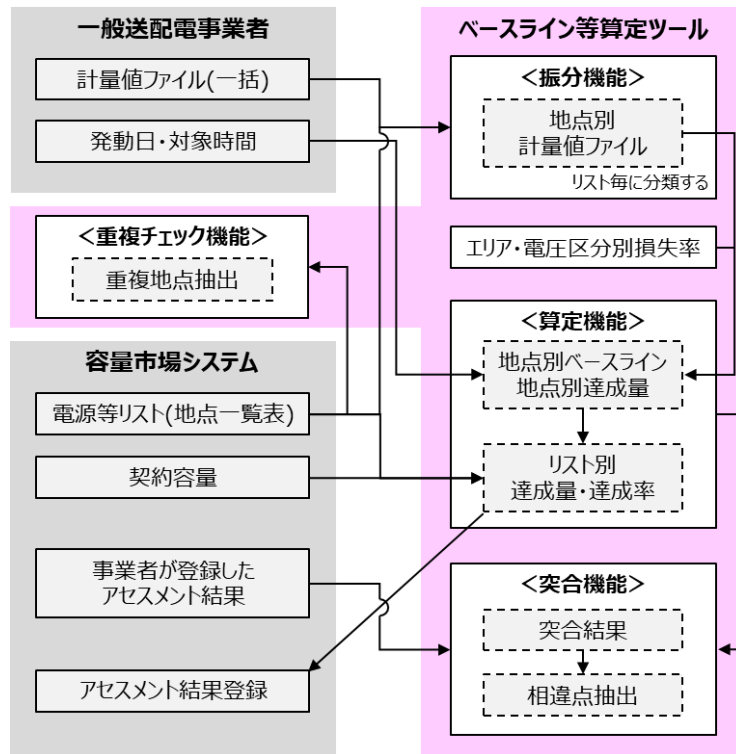 一般送配電事業者
計量値ファイル(一括)
発動日・対象時間
ベースライン等算定ツール
＜振分機能＞
地点別
計量値ファイル
リスト毎に分類する
＜重複チェック機能＞
重複地点抽出
エリア・電圧区分別損失率
＜算定機能＞
地点別ベースライン
地点別達成量
リスト別
達成量・達成率
容量市場システム
電源等リスト(地点一覧表)
契約容量
事業者が登録した
アセスメント結果
アセスメント結果登録
＜突合機能＞
突合結果
相違点抽出